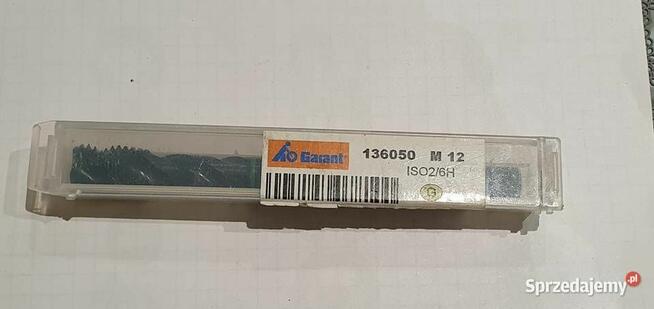 Garant 136050 M 12
ISO2/6H
G
Sprzedajemy.pl